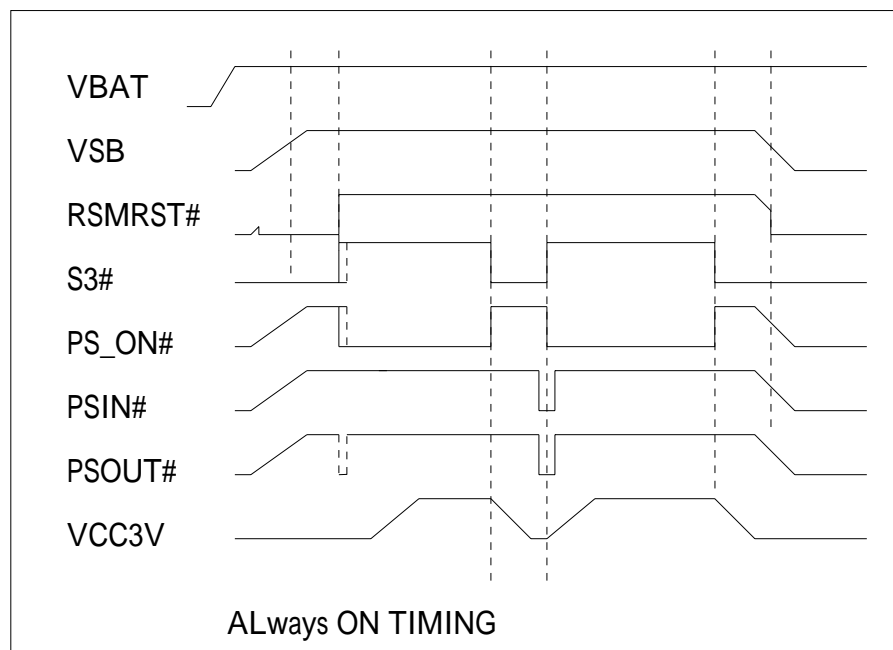 VBAT
VSB
RSMRST#
S3#
PS_ON#
PSIN#
PSOUT#
VCC3V
ALways ON TIMING